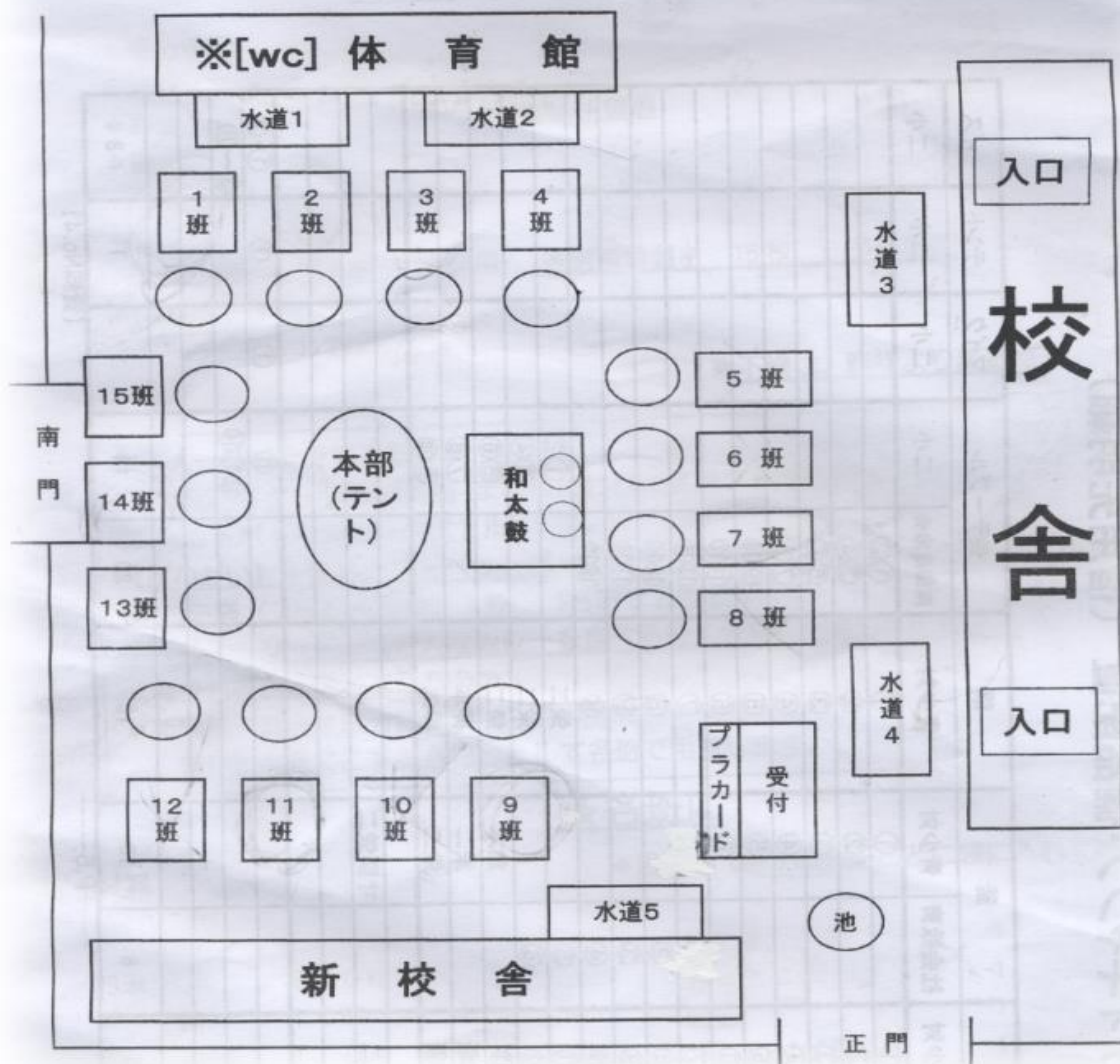 ※[wc] 体 育 館
水道1
水道2
1
班
2
班
3
班
4
班
入口
水道3
校舎
15班
5 班
南門
本部
(テン
ト)
和太鼓
6 班
14班
7 班
13班
8 班
水道4
入口
プラカード
受付
12
班
11
班
10
班
9
班
水道5
池
新 校 舎
正 門